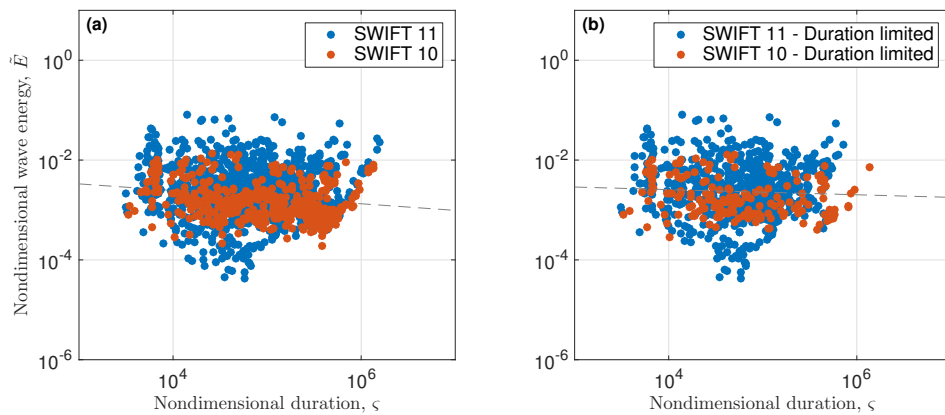 (a)
SWIFT 11
SWIFT 10
10^0
10^-2
10^-4
10^-6
10^4
10^6
Nondimensional wave energy, Ẽ
Nondimensional duration, ς
(b)
SWIFT 11 - Duration limited
SWIFT 10 - Duration limited
10^0
10^-2
10^-4
10^-6
10^4
10^6
Nondimensional duration, ς